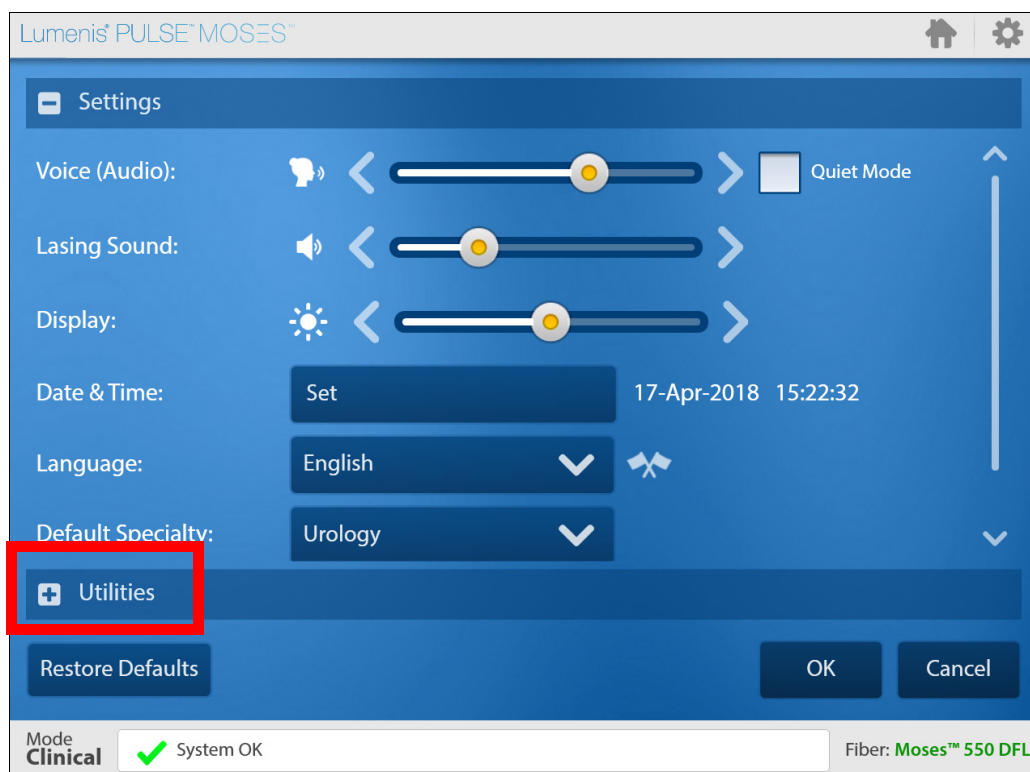 Lumenis® PULSE™ MOSES™
Settings
Voice (Audio):
Quiet Mode
Lasing Sound:
Display:
Date & Time:
Set
17-Apr-2018 15:22:32
Language:
English
Default Specialty:
Urology
Utilities
Restore Defaults
OK
Cancel
Mode
Clinical
System OK
Fiber: Moses™ 550 DFL